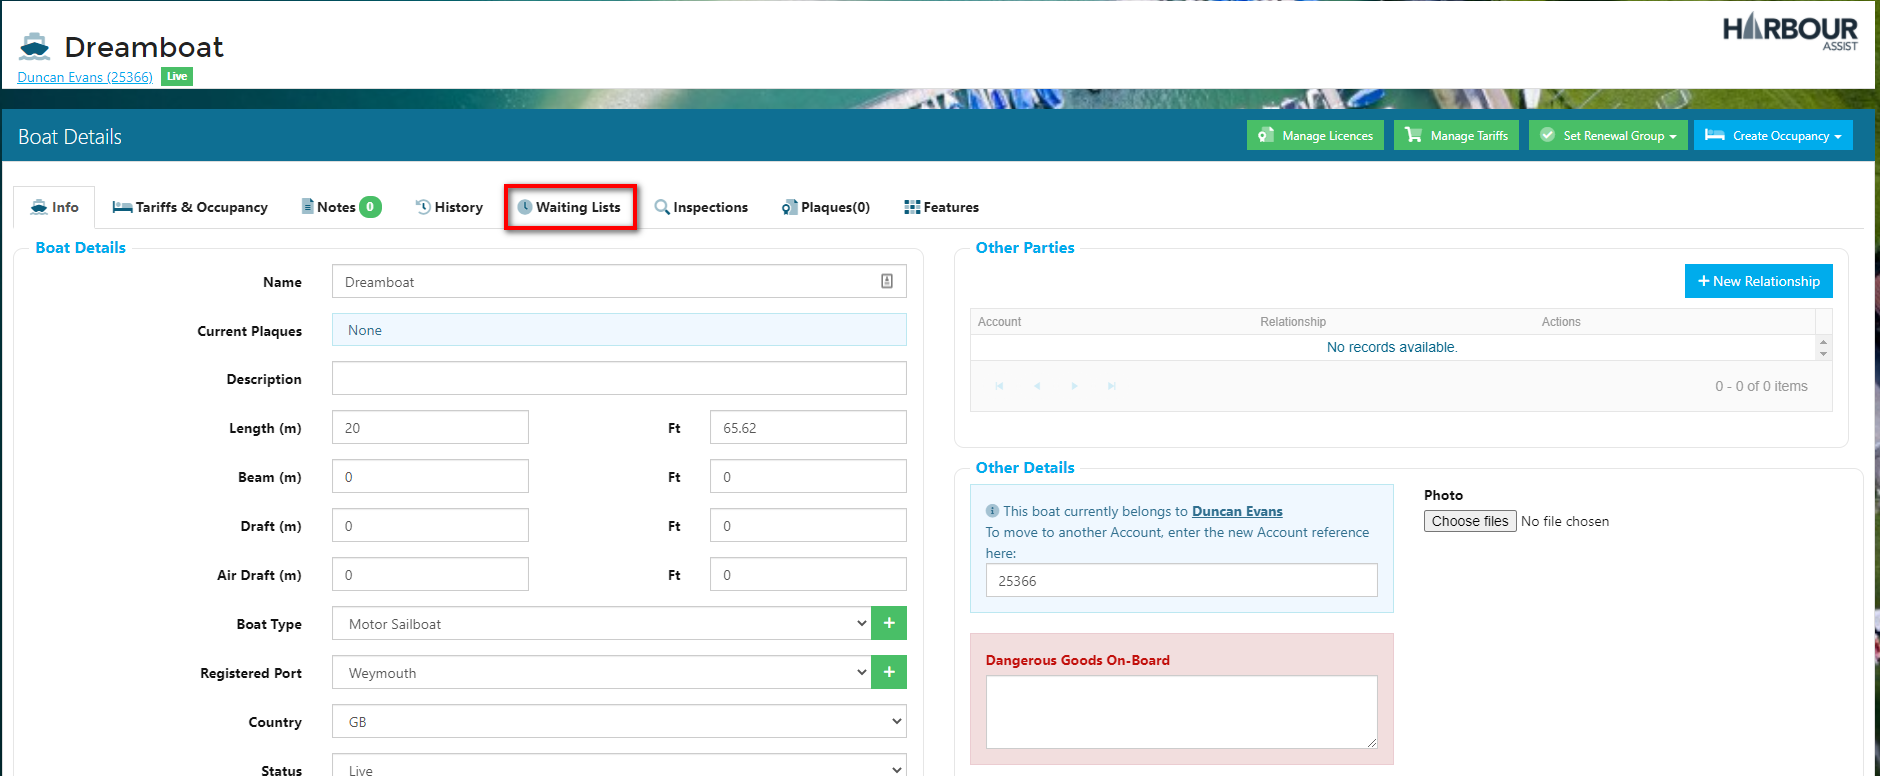 Dreamboat
HARBOUR
ASSIST
Duncan Evans (25366) Live
Boat Details
Manage Licences Manage Tariffs Set Renewal Group Create Occupancy
Info Tariffs & Occupancy Notes 0 History Waiting Lists Inspections Plaques(0) Features
Boat Details
Name Dreamboat
Current Plaques None
Description
Length (m) 20 Ft 65.62
Beam (m) 0 Ft 0
Draft (m) 0 Ft 0
Air Draft (m) 0 Ft 0
Boat Type Motor Sailboat +
Registered Port Weymouth +
Country GB
Status Live
Other Parties
+ New Relationship
Account Relationship Actions
No records available.
0 - 0 of 0 items
Other Details
This boat currently belongs to Duncan Evans
To move to another Account, enter the new Account reference
here:
25366
Photo
Choose files No file chosen
Dangerous Goods On-Board